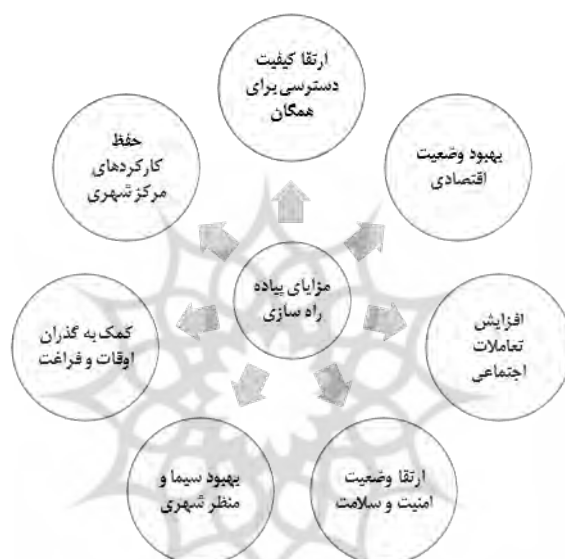 ارتقا کیفیت
دسترسی برای
همگان
بهبود وضعیت
اقتصادی
افزایش
تعاملات
اجتماعی
ارتقا وضعیت
امنیت و سلامت
بهبود سیما و
منظر شهری
کمک به گذران
اوقات و فراغت
حفظ
کارکردهای
مرکز شهری
مزایای پیاده
راه سازی